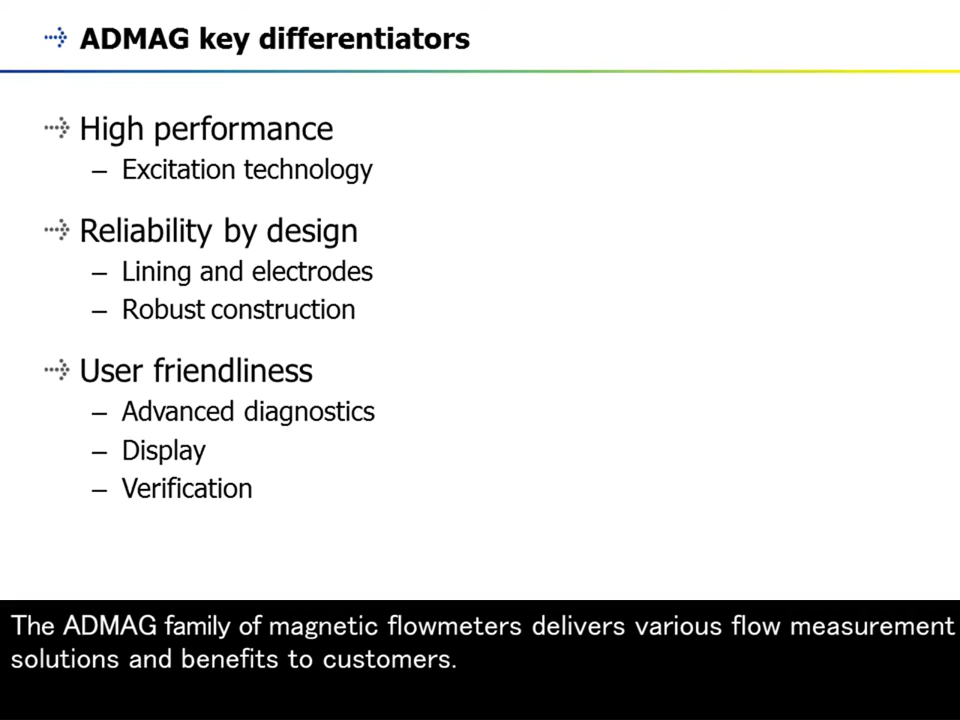 ADMAG key differentiators
High performance
– Excitation technology
Reliability by design
– Lining and electrodes
– Robust construction
User friendliness
– Advanced diagnostics
– Display
– Verification
The ADMAG family of magnetic flowmeters delivers various flow measurement
solutions and benefits to customers.